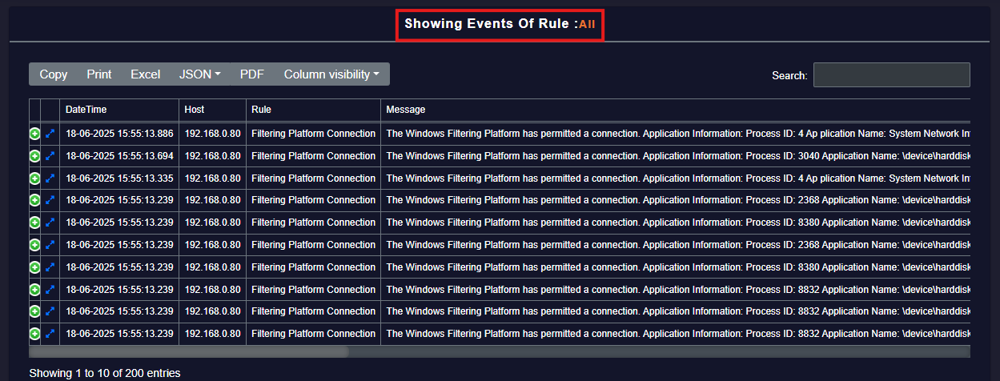 Showing Events Of Rule :All
Copy Print Excel JSON PDF Column visibility Search:
DateTime Host Rule Message
18-06-2025 15:55:13.886 192.168.0.80 Filtering Platform Connection The Windows Filtering Platform has permitted a connection. Application Information: Process ID: 4 Ap plication Name: System Network In
18-06-2025 15:55:13.694 192.168.0.80 Filtering Platform Connection The Windows Filtering Platform has permitted a connection. Application Information: Process ID: 3040 Application Name: \device\harddisk
18-06-2025 15:55:13.335 192.168.0.80 Filtering Platform Connection The Windows Filtering Platform has permitted a connection. Application Information: Process ID: 4 Ap plication Name: System Network In
18-06-2025 15:55:13.239 192.168.0.80 Filtering Platform Connection The Windows Filtering Platform has permitted a connection. Application Information: Process ID: 2368 Application Name: \device\harddisk
18-06-2025 15:55:13.239 192.168.0.80 Filtering Platform Connection The Windows Filtering Platform has permitted a connection. Application Information: Process ID: 8380 Application Name: \device\harddisk
18-06-2025 15:55:13.239 192.168.0.80 Filtering Platform Connection The Windows Filtering Platform has permitted a connection. Application Information: Process ID: 2368 Application Name: \device\harddisk
18-06-2025 15:55:13.239 192.168.0.80 Filtering Platform Connection The Windows Filtering Platform has permitted a connection. Application Information: Process ID: 8380 Application Name: \device\harddisk
18-06-2025 15:55:13.239 192.168.0.80 Filtering Platform Connection The Windows Filtering Platform has permitted a connection. Application Information: Process ID: 8832 Application Name: \device\harddisk
18-06-2025 15:55:13.239 192.168.0.80 Filtering Platform Connection The Windows Filtering Platform has permitted a connection. Application Information: Process ID: 8832 Application Name: \device\harddisk
18-06-2025 15:55:13.239 192.168.0.80 Filtering Platform Connection The Windows Filtering Platform has permitted a connection. Application Information: Process ID: 8832 Application Name: \device\harddisk
Showing 1 to 10 of 200 entries